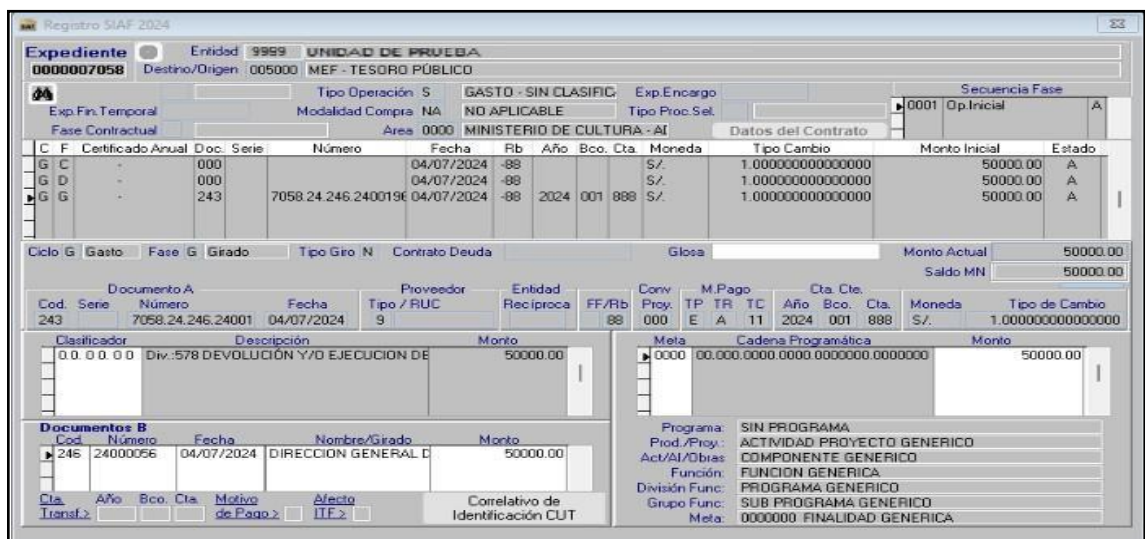 Registro SIAF 2024
Expediente Entidad 9999 UNIDAD DE PRUEBA
0000007058 Destino/Origen 005000 MEF - TESORO PÚBLICO
Tipo Operación S GASTO - SIN CLASIFIC Exp.Encargo Secuencia Fase
Exp.Fin.Temporal Modalidad Compra NA NO APLICABLE Tipo Proc.Sel. 0001 Op.Inicial A
Fase Contractual Area 0000 MINISTERIO DE CULTURA - Datos del Contrato
C F Certificado Anual Doc. Serie Número Fecha Rb Año Bco. Cta. Moneda Tipo Cambio Monto Inicial Estado
G C - 000 04/07/2024 -88 S/. 1.000000000000000 50000.00 A
G D - 000 04/07/2024 -88 S/. 1.000000000000000 50000.00 A
G G - 243 7058.24.246.2400196 04/07/2024 -88 2024 001 888 S/. 1.000000000000000 50000.00 A
Ciclo G Gasto Fase G Girado Tipo Giro N Contrato Deuda Glosa Monto Actual 50000.00
Saldo MN 50000.00
Documento A Proveedor Entidad Conv M.Pago Cta. Cte.
Cod. Serie Número Fecha Tipo / RUC Recíproca FF/Rb Proy. TP TR TC Año Bco. Cta. Moneda Tipo de Cambio
243 7058.24.246.24001 04/07/2024 9 88 000 E A 11 2024 001 888 S/. 1.000000000000000
Clasificador Descripción Monto Meta Cadena Programática Monto
0.0. 0 0. 0 0 Div.:578 DEVOLUCIÓN Y/O EJECUCION DE 50000.00 0000 00.000.0000.0000.0000000.0000000 50000.00
Documentos B Programa: SIN PROGRAMA
Cod. Número Fecha Nombre/Girado Monto Prod./Proy.: ACTIVIDAD PROYECTO GENERICO
246 24000056 04/07/2024 DIRECCION GENERAL D 50000.00 Act/AI/Obras: COMPONENTE GENERICO
Función: FUNCION GENERICA
División Func: PROGRAMA GENERICO
Cta. Transf.> Año Bco. Cta. Motivo de Pago > Afecto ITF > Correlativo de Identificación CUT Grupo Func: SUB PROGRAMA GENERICO
Meta: 0000000 FINALIDAD GENERICA